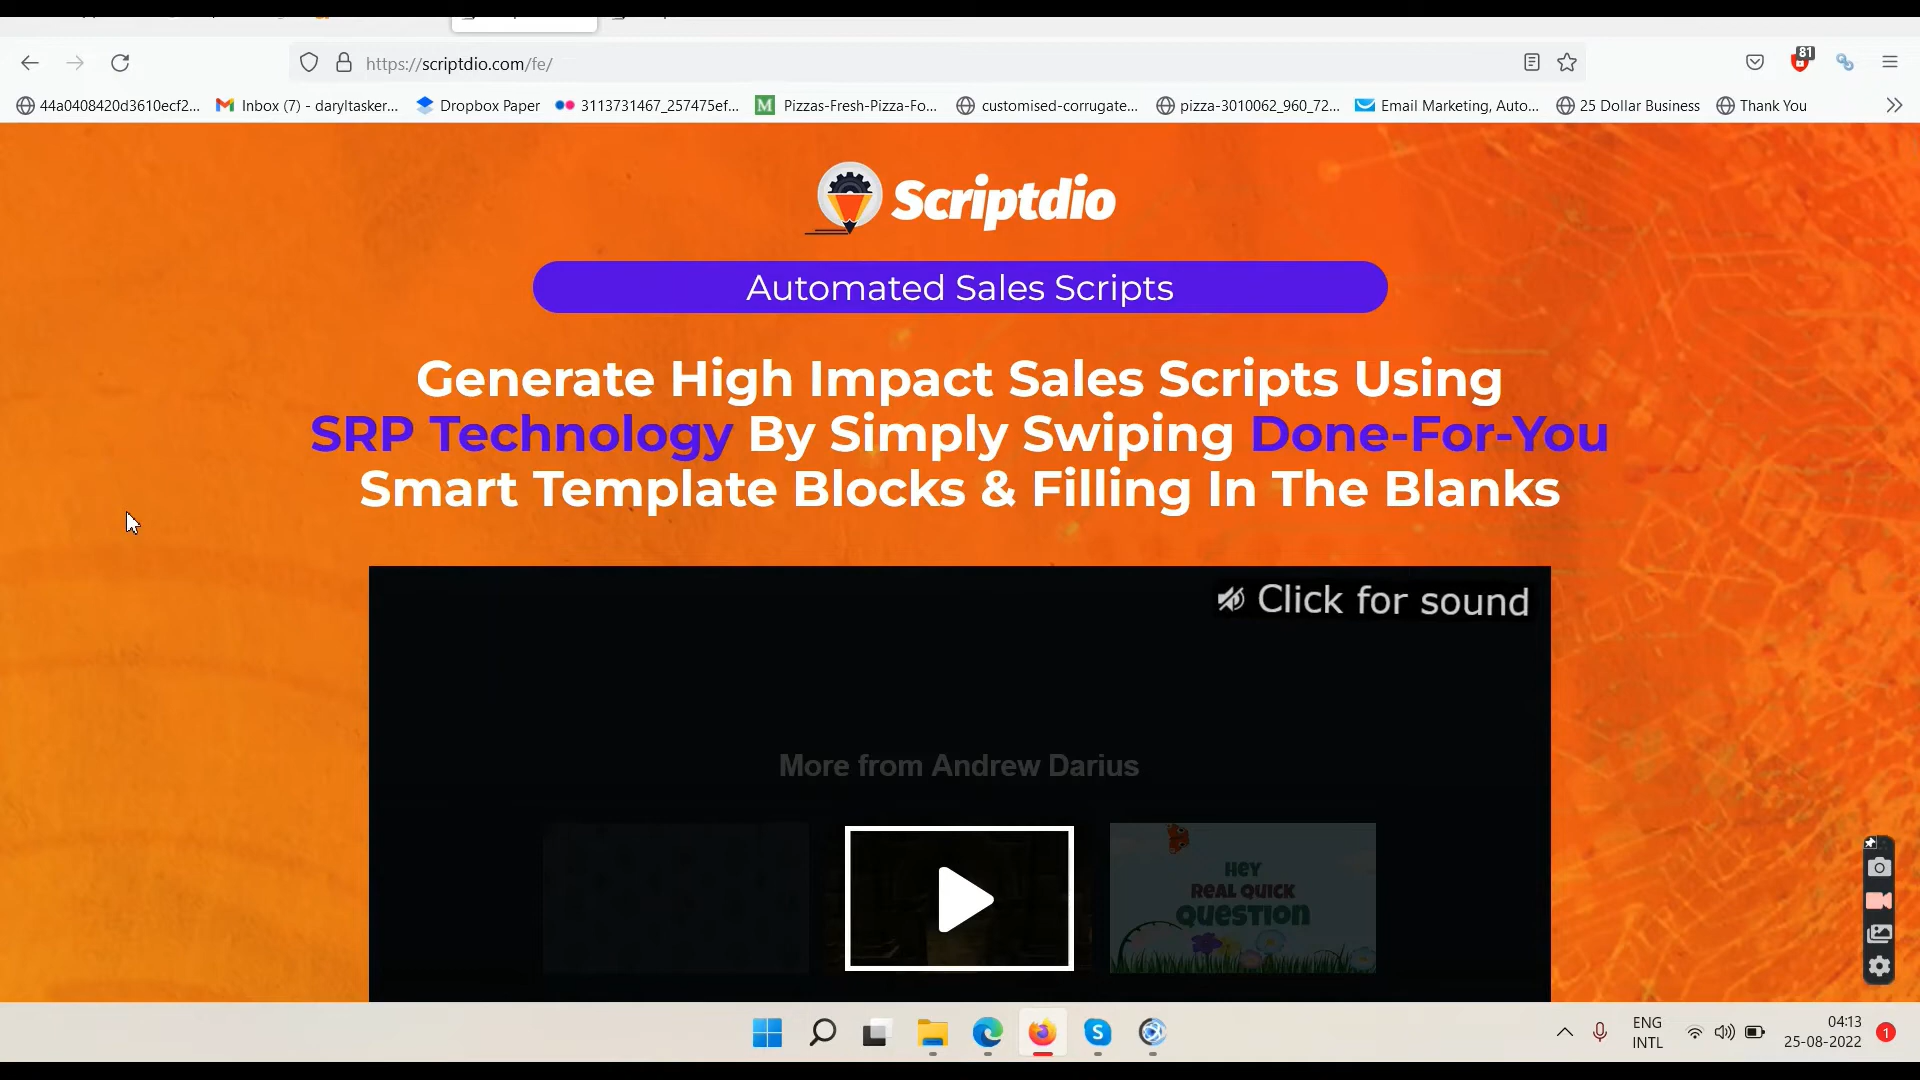 https://scriptdio.com/fe/
81
44a0408420d3610ecf2...
Inbox (7) - daryltasker...
Dropbox Paper
3113731467_257475ef...
M
Pizzas-Fresh-Pizza-Fo...
customised-corrugate...
pizza-3010062_960_72...
Email Marketing, Auto...
25 Dollar Business
Thank You
Scriptdio
Automated Sales Scripts
Generate High Impact Sales Scripts Using
SRP Technology By Simply Swiping Done-For-You
Smart Template Blocks & Filling In The Blanks
Click for sound
More from Andrew Darius
HEY
REAL QUICK
QUESTION
S
ENG
INTL
04:13
25-08-2022
1